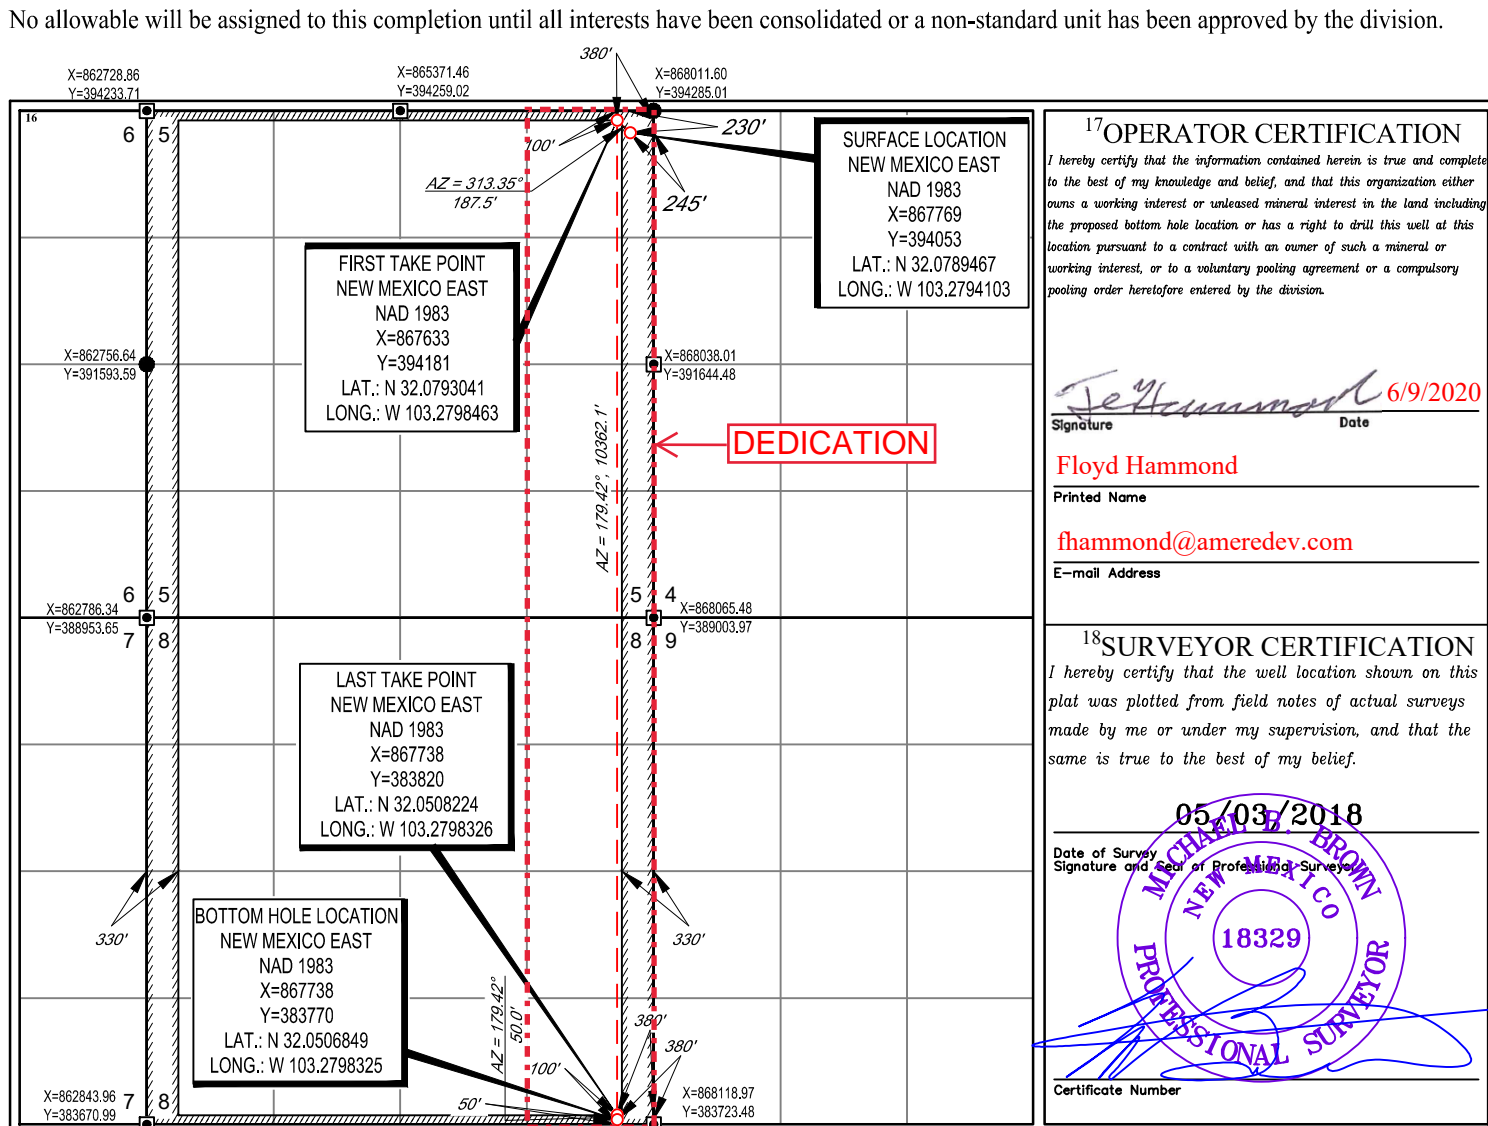 No allowable will be assigned to this completion until all interests have been consolidated or a non-standard unit has been approved by the division.
380'
X=862728.86
Y=394233.71
X=865371.46
Y=394259.02
X=868011.60
Y=394285.01
16
6 5
100'
230'
AZ = 313.35°
187.5'
245'
SURFACE LOCATION
NEW MEXICO EAST
NAD 1983
X=867769
Y=394053
LAT.: N 32.0789467
LONG.: W 103.2794103
FIRST TAKE POINT
NEW MEXICO EAST
NAD 1983
X=867633
Y=394181
LAT.: N 32.0793041
LONG.: W 103.2798463
X=862756.64
Y=391593.59
X=868038.01
Y=391644.48
DEDICATION
AZ = 179.42°, 10362.1'
6 5
5 4
X=862786.34
Y=388953.65
X=868065.48
Y=389003.97
7 8
8 9
LAST TAKE POINT
NEW MEXICO EAST
NAD 1983
X=867738
Y=383820
LAT.: N 32.0508224
LONG.: W 103.2798326
330'
330'
BOTTOM HOLE LOCATION
NEW MEXICO EAST
NAD 1983
X=867738
Y=383770
LAT.: N 32.0506849
LONG.: W 103.2798325
AZ = 179.42°
50.0'
380'
380'
100'
50'
X=862843.96
Y=383670.99
7 8
X=868118.97
Y=383723.48
17OPERATOR CERTIFICATION
I hereby certify that the information contained herein is true and complete
to the best of my knowledge and belief, and that this organization either
owns a working interest or unleased mineral interest in the land including
the proposed bottom hole location or has a right to drill this well at this
location pursuant to a contract with an owner of such a mineral or
working interest, or to a voluntary pooling agreement or a compulsory
pooling order heretofore entered by the division.
6/9/2020
Signature Date
Floyd Hammond
Printed Name
fhammond@ameredev.com
E-mail Address
18SURVEYOR CERTIFICATION
I hereby certify that the well location shown on this
plat was plotted from field notes of actual surveys
made by me or under my supervision, and that the
same is true to the best of my belief.
05/03/2018
Date of Survey
Signature and Seal of Professional Surveyor
MICHAEL B. BROWN
NEW MEXICO
18329
PROFESSIONAL SURVEYOR
Certificate Number